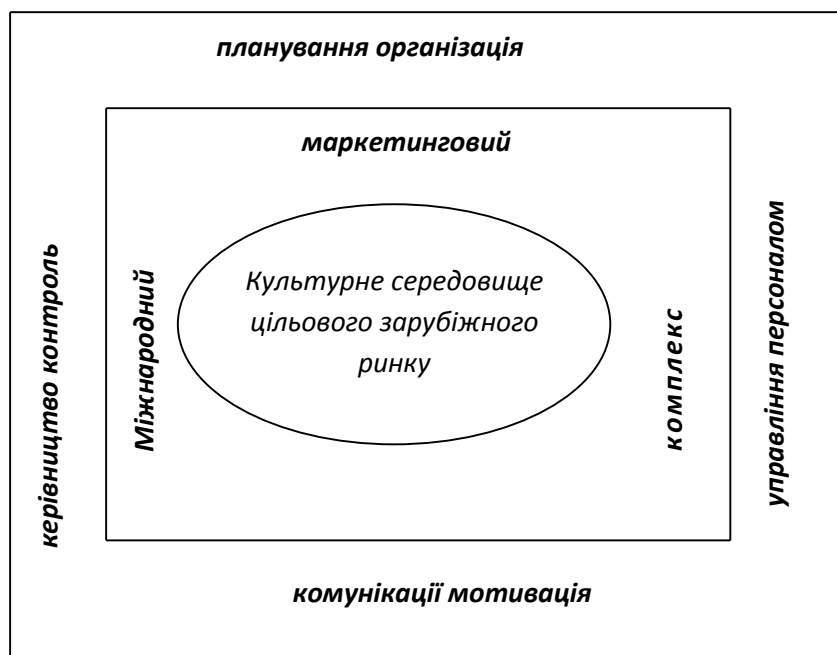 планування організація
маркетинговий
керівництво контроль
Міжнародний
Культурне середовище
цільового зарубіжного
ринку
комплекс
управління персоналом
комунікації мотивація